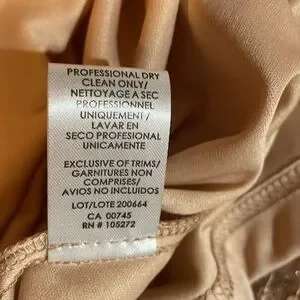 PROFESSIONAL DRY
CLEAN ONLY/
NETTOYAGE A SEC
PROFESSIONNEL
UNIQUEMENT /
LAVAR EN
SECO PROFESIONAL
UNICAMENTE
EXCLUSIVE OF TRIMS/
GARNITURES NON
COMPRISES/
AVIOS NO INCLUIDOS
LOT/LOTE 200664
CA 00745
RN # 105272